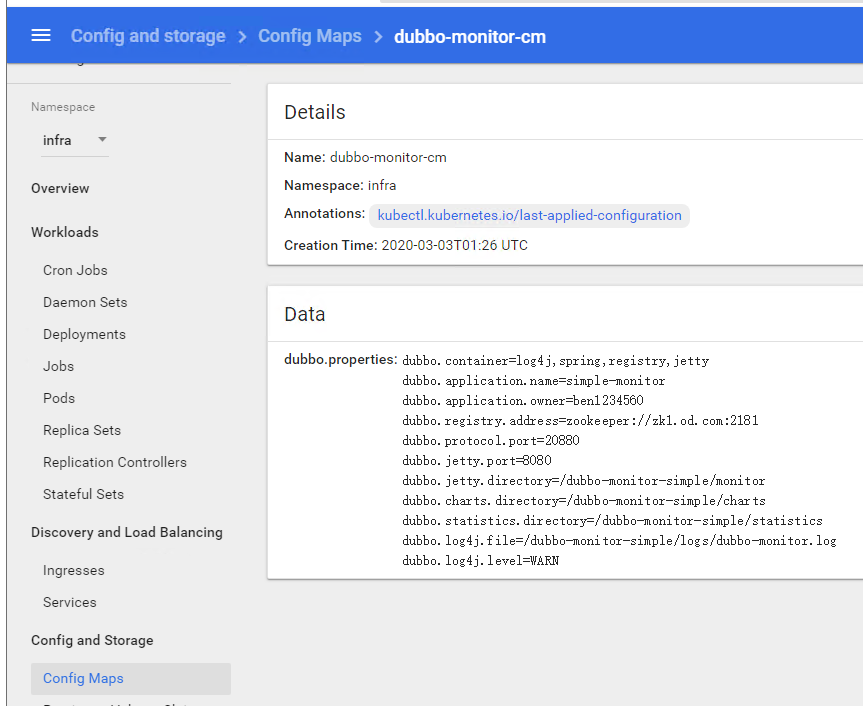 Config and storage > Config Maps > dubbo-monitor-cm
Namespace
infra
Overview
Workloads
Cron Jobs
Daemon Sets
Deployments
Jobs
Pods
Replica Sets
Replication Controllers
Stateful Sets
Discovery and Load Balancing
Ingresses
Services
Config and Storage
Config Maps
Details
Name: dubbo-monitor-cm
Namespace: infra
Annotations: kubectl.kubernetes.io/last-applied-configuration
Creation Time: 2020-03-03T01:26 UTC
Data
dubbo.properties: dubbo.container=log4j,spring,registry,jetty
dubbo.application.name=simple-monitor
dubbo.application.owner=ben1234560
dubbo.registry.address=zookeeper://zk1.od.com:2181
dubbo.protocol.port=20880
dubbo.jetty.port=8080
dubbo.jetty.directory=/dubbo-monitor-simple/monitor
dubbo.charts.directory=/dubbo-monitor-simple/charts
dubbo.statistics.directory=/dubbo-monitor-simple/statistics
dubbo.log4j.file=/dubbo-monitor-simple/logs/dubbo-monitor.log
dubbo.log4j.level=WARN